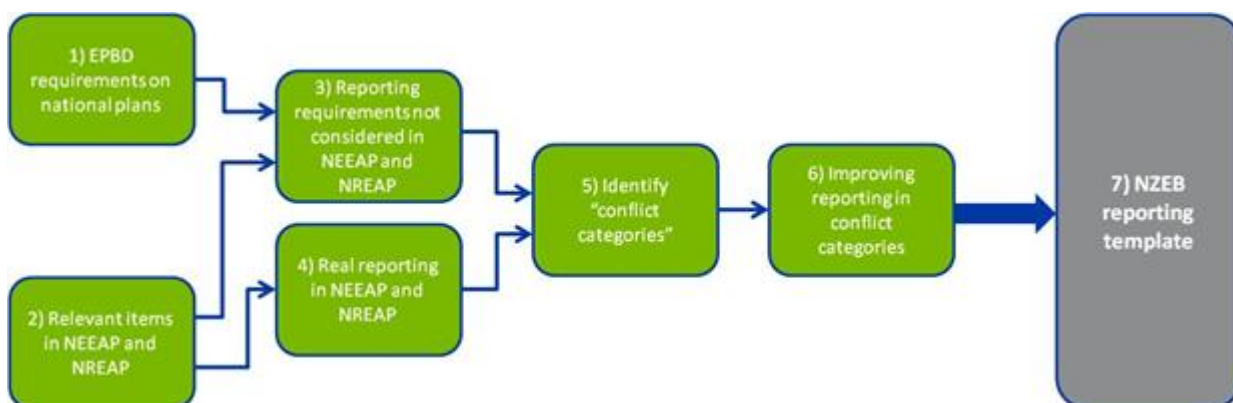 1) EPBD
requirements on
national plans
2) Relevant items
in NEEAP and
NREAP
3) Reporting
requirements not
considered in
NEEAP and
NREAP
4) Real reporting
in NEEAP and
NREAP
5) Identify
“conflict
categories”
6) Improving
reporting in
conflict
categories
7) NZEB
reporting
template